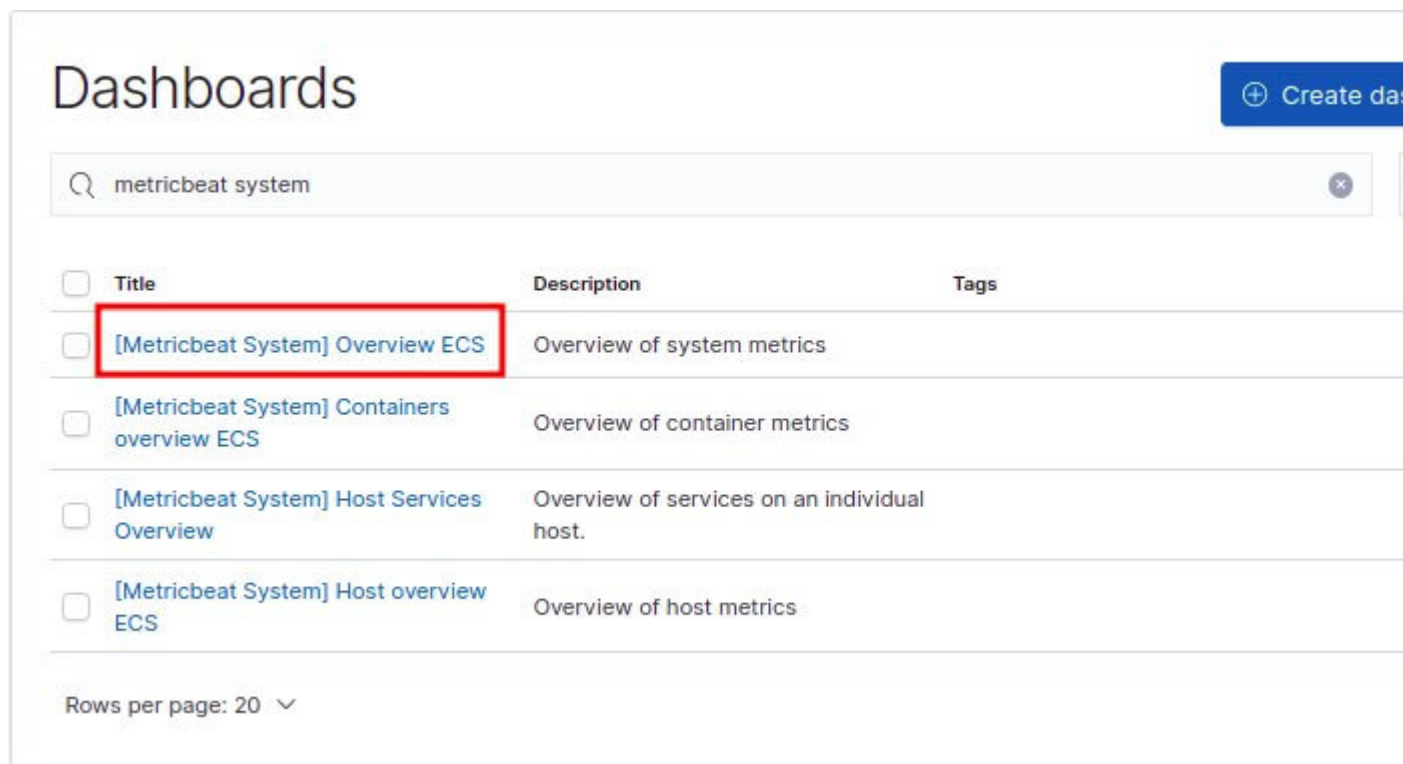 Dashboards
Create das
metricbeat system
Title Description Tags
[Metricbeat System] Overview ECS Overview of system metrics
[Metricbeat System] Containers
overview ECS
Overview of container metrics
[Metricbeat System] Host Services
Overview
Overview of services on an individual
host.
[Metricbeat System] Host overview
ECS
Overview of host metrics
Rows per page: 20